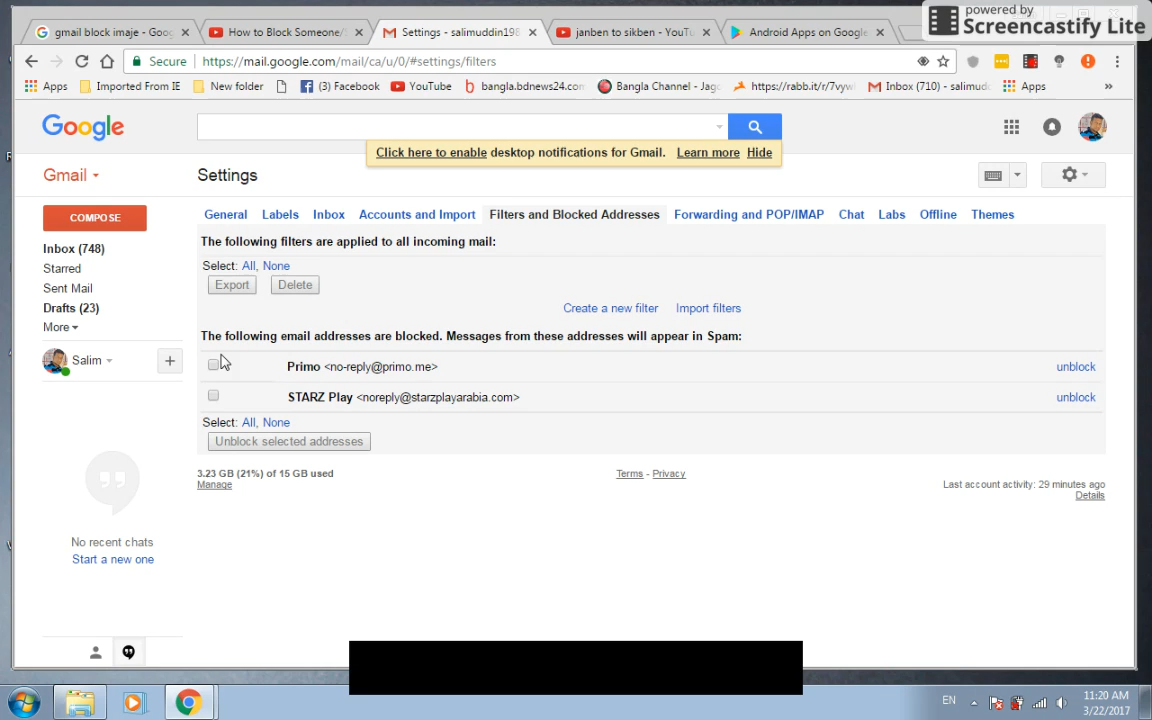 powered by
Screencastify Lite
gmail block imaje - Goog
How to Block Someone/
Settings - salimuddin198
janben to sikben - YouTu
Android Apps on Google
Secure
https://mail.google.com/mail/ca/u/0/#settings/filters
Apps
Imported From IE
New folder
(3) Facebook
YouTube
bangla.bdnews24.com
Bangla Channel - Jago
https://rabb.it/r/7vyw
Inbox (710) - salimud
Apps
»
Google
Click here to enable desktop notifications for Gmail. Learn more Hide
Gmail
Settings
COMPOSE
General Labels Inbox Accounts and Import Filters and Blocked Addresses Forwarding and POP/IMAP Chat Labs Offline Themes
The following filters are applied to all incoming mail:
Inbox (748)
Select: All, None
Starred
Export Delete
Sent Mail
Drafts (23)
Create a new filter Import filters
More
The following email addresses are blocked. Messages from these addresses will appear in Spam:
Salim
Primo <no-reply@primo.me> unblock
STARZ Play <noreply@starzplayarabia.com> unblock
Select: All, None
Unblock selected addresses
3.23 GB (21%) of 15 GB used
Manage
Terms - Privacy
Last account activity: 29 minutes ago
Details
No recent chats
Start a new one
EN
11:20 AM
3/22/2017